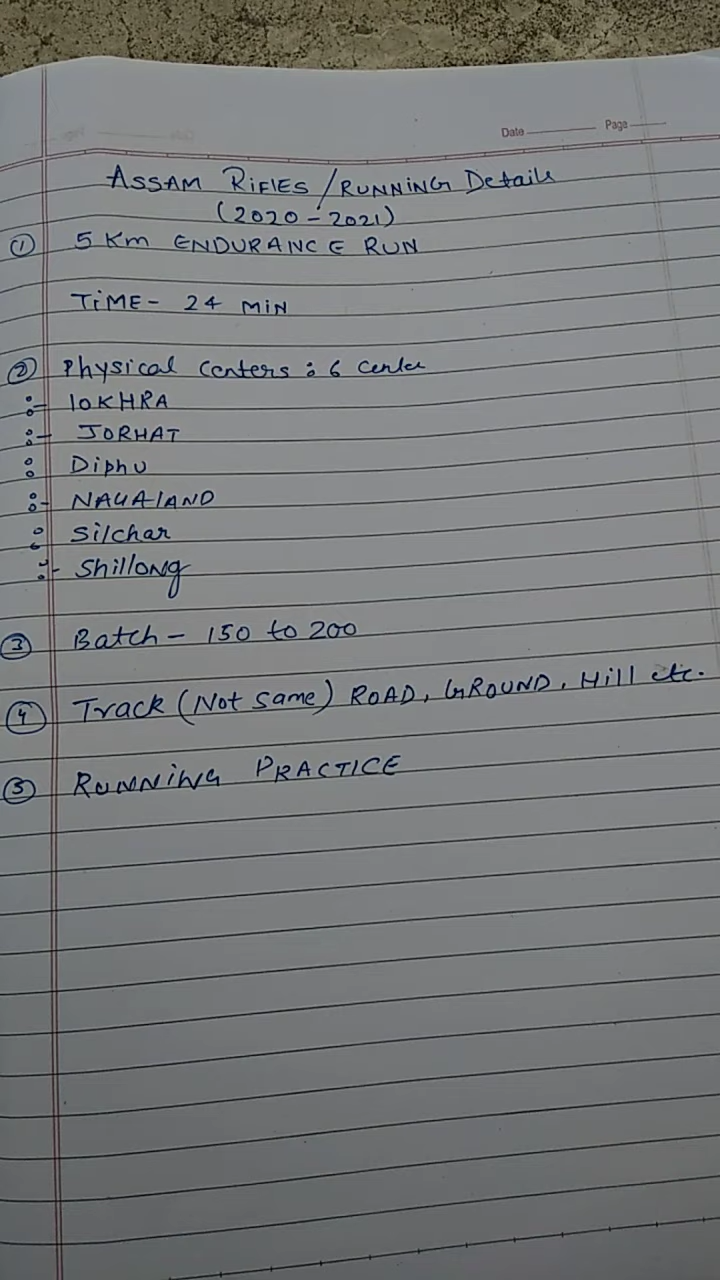 Date Page
ASSAM RIFlES / RUNNING Details
(2020-2021)
① 5 Km ENDURANCE RUN
TiME- 24 MiN
② Physical Centers : 6 Center
:- lOKHRA
:- JORHAT
: Diphu
:- NAGAlAND
: Silchar
:- Shillong
③ Batch - 150 to 200
④ Track (Not same) ROAD, GROUND, Hill etc.
⑤ RUNNiNG PRACTICE